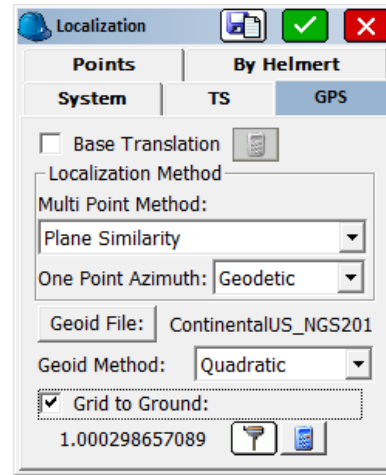 Localization
Points By Helmert
System TS GPS
Base Translation
Localization Method
Multi Point Method:
Plane Similarity
One Point Azimuth: Geodetic
Geoid File: ContinentalUS_NGS201
Geoid Method: Quadratic
Grid to Ground:
1.000298657089